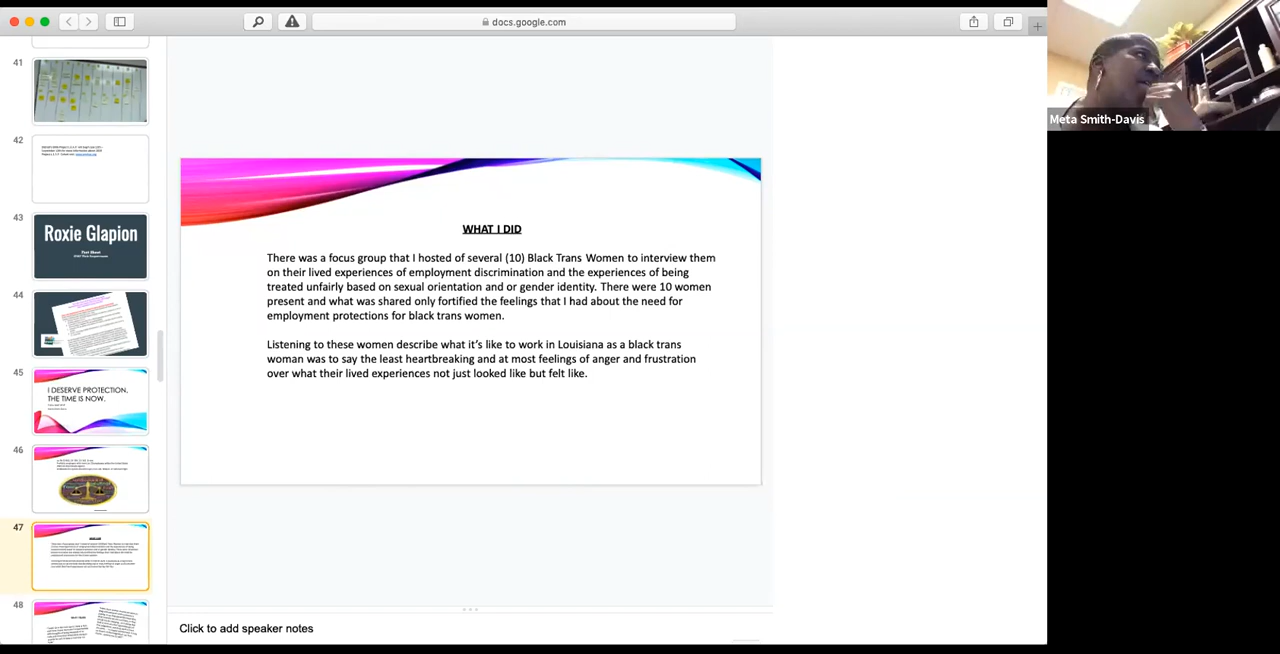 docs.google.com
Meta Smith-Davis
41
42
43
Roxie Glapion
Fact Sheet
44
45
I DESERVE PROTECTION.
THE TIME IS NOW.
46
47
48
WHAT I DID
There was a focus group that I hosted of several (10) Black Trans Women to interview them
on their lived experiences of employment discrimination and the experiences of being
treated unfairly based on sexual orientation and or gender identity. There were 10 women
present and what was shared only fortified the feelings that I had about the need for
employment protections for black trans women.
Listening to these women describe what it's like to work in Louisiana as a black trans
woman was to say the least heartbreaking and at most feelings of anger and frustration
over what their lived experiences not just looked like but felt like.
Click to add speaker notes